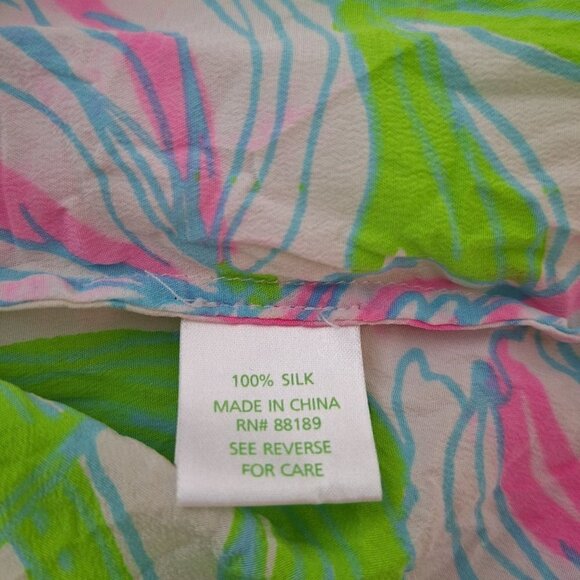 100% SILK
MADE IN CHINA
RN# 88189
SEE REVERSE
FOR CARE